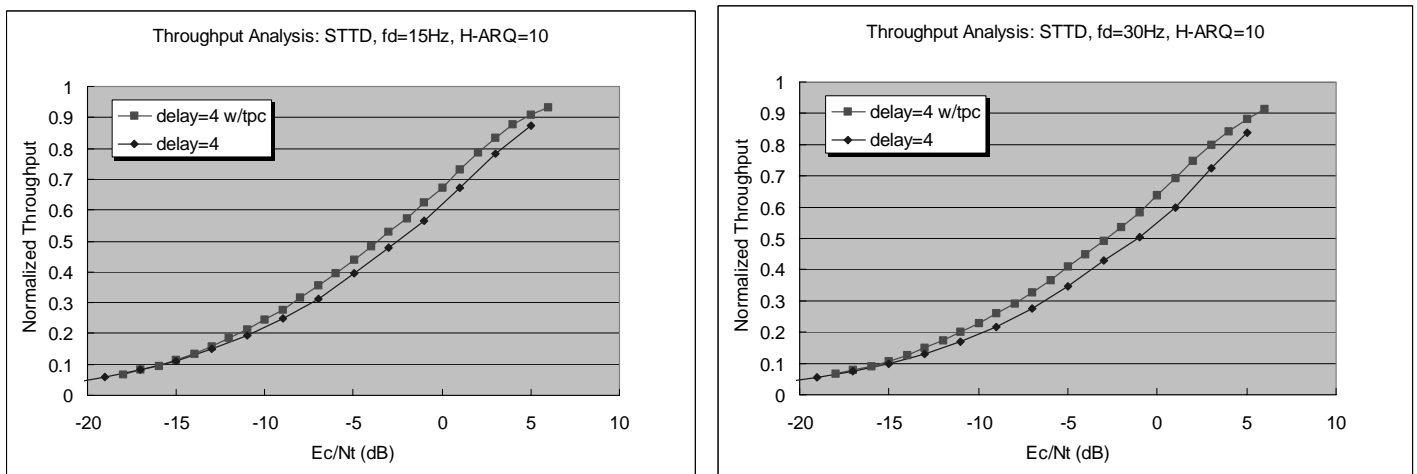 Throughput Analysis: STTD, fd=15Hz, H-ARQ=10
Normalized Throughput
1
0.9
0.8
0.7
0.6
0.5
0.4
0.3
0.2
0.1
0
delay=4 w/tpc
delay=4
-20 -15 -10 -5 0 5 10
Ec/Nt (dB)
Throughput Analysis: STTD, fd=30Hz, H-ARQ=10
Normalized Throughput
1
0.9
0.8
0.7
0.6
0.5
0.4
0.3
0.2
0.1
0
delay=4 w/tpc
delay=4
-20 -15 -10 -5 0 5 10
Ec/Nt (dB)